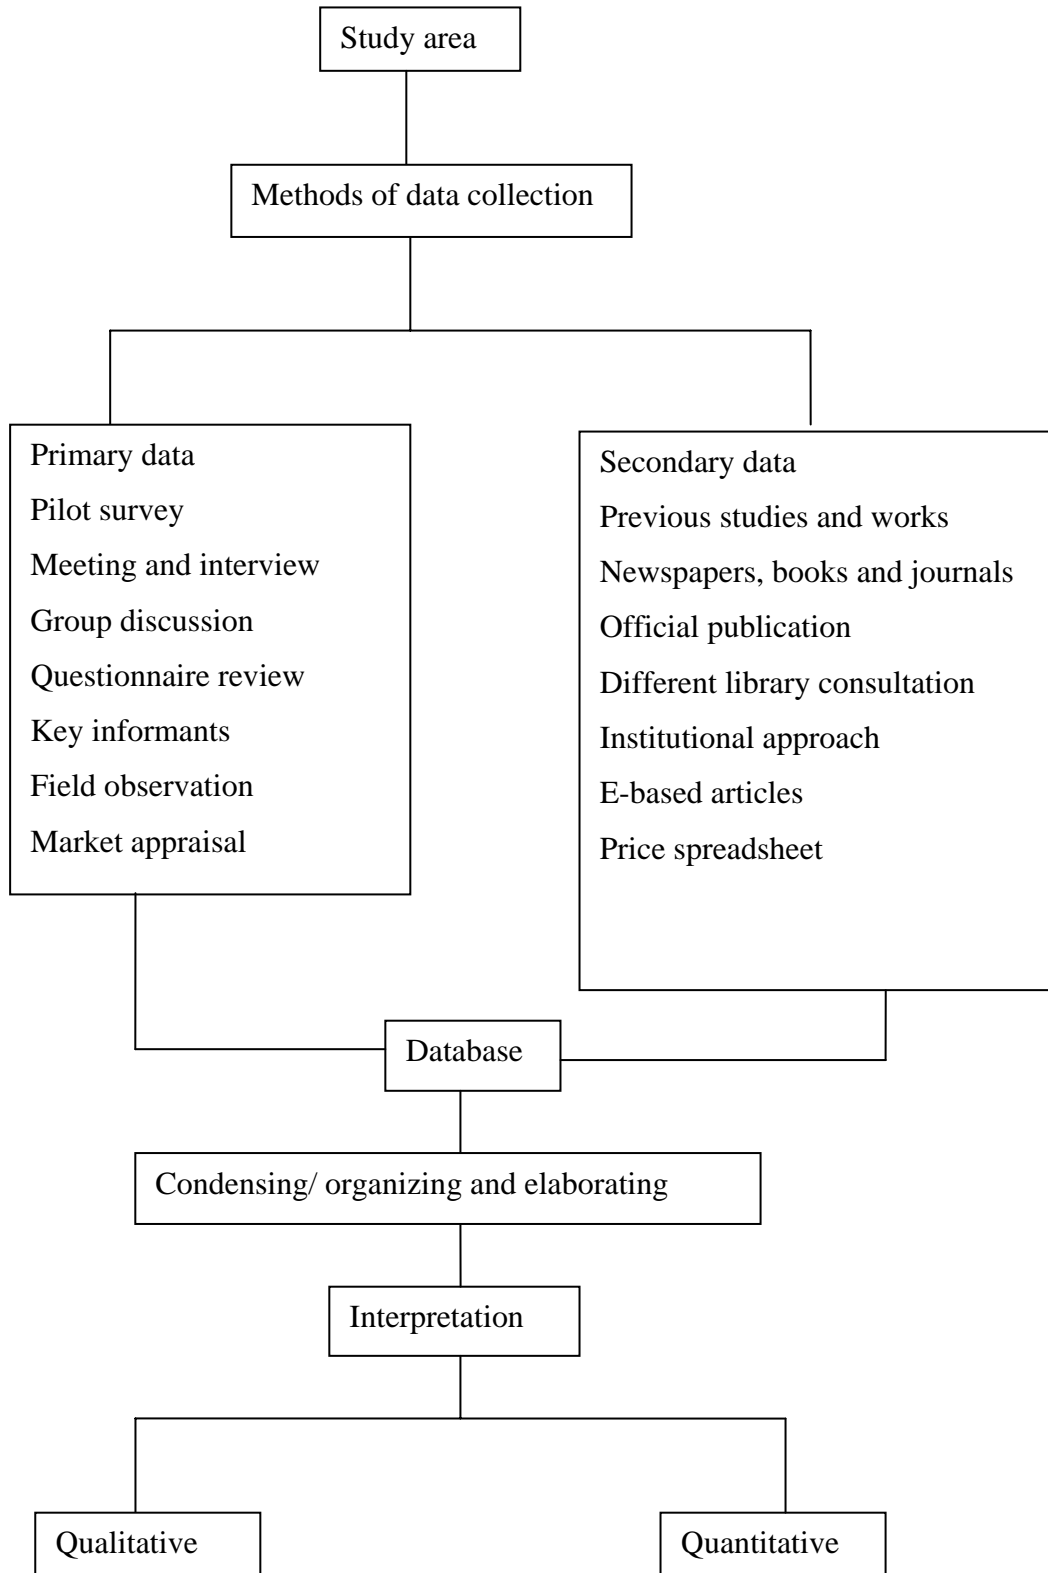 Study area
Methods of data collection
Primary data
Pilot survey
Meeting and interview
Group discussion
Questionnaire review
Key informants
Field observation
Market appraisal
Secondary data
Previous studies and works
Newspapers, books and journals
Official publication
Different library consultation
Institutional approach
E-based articles
Price spreadsheet
Database
Condensing/ organizing and elaborating
Interpretation
Qualitative
Quantitative